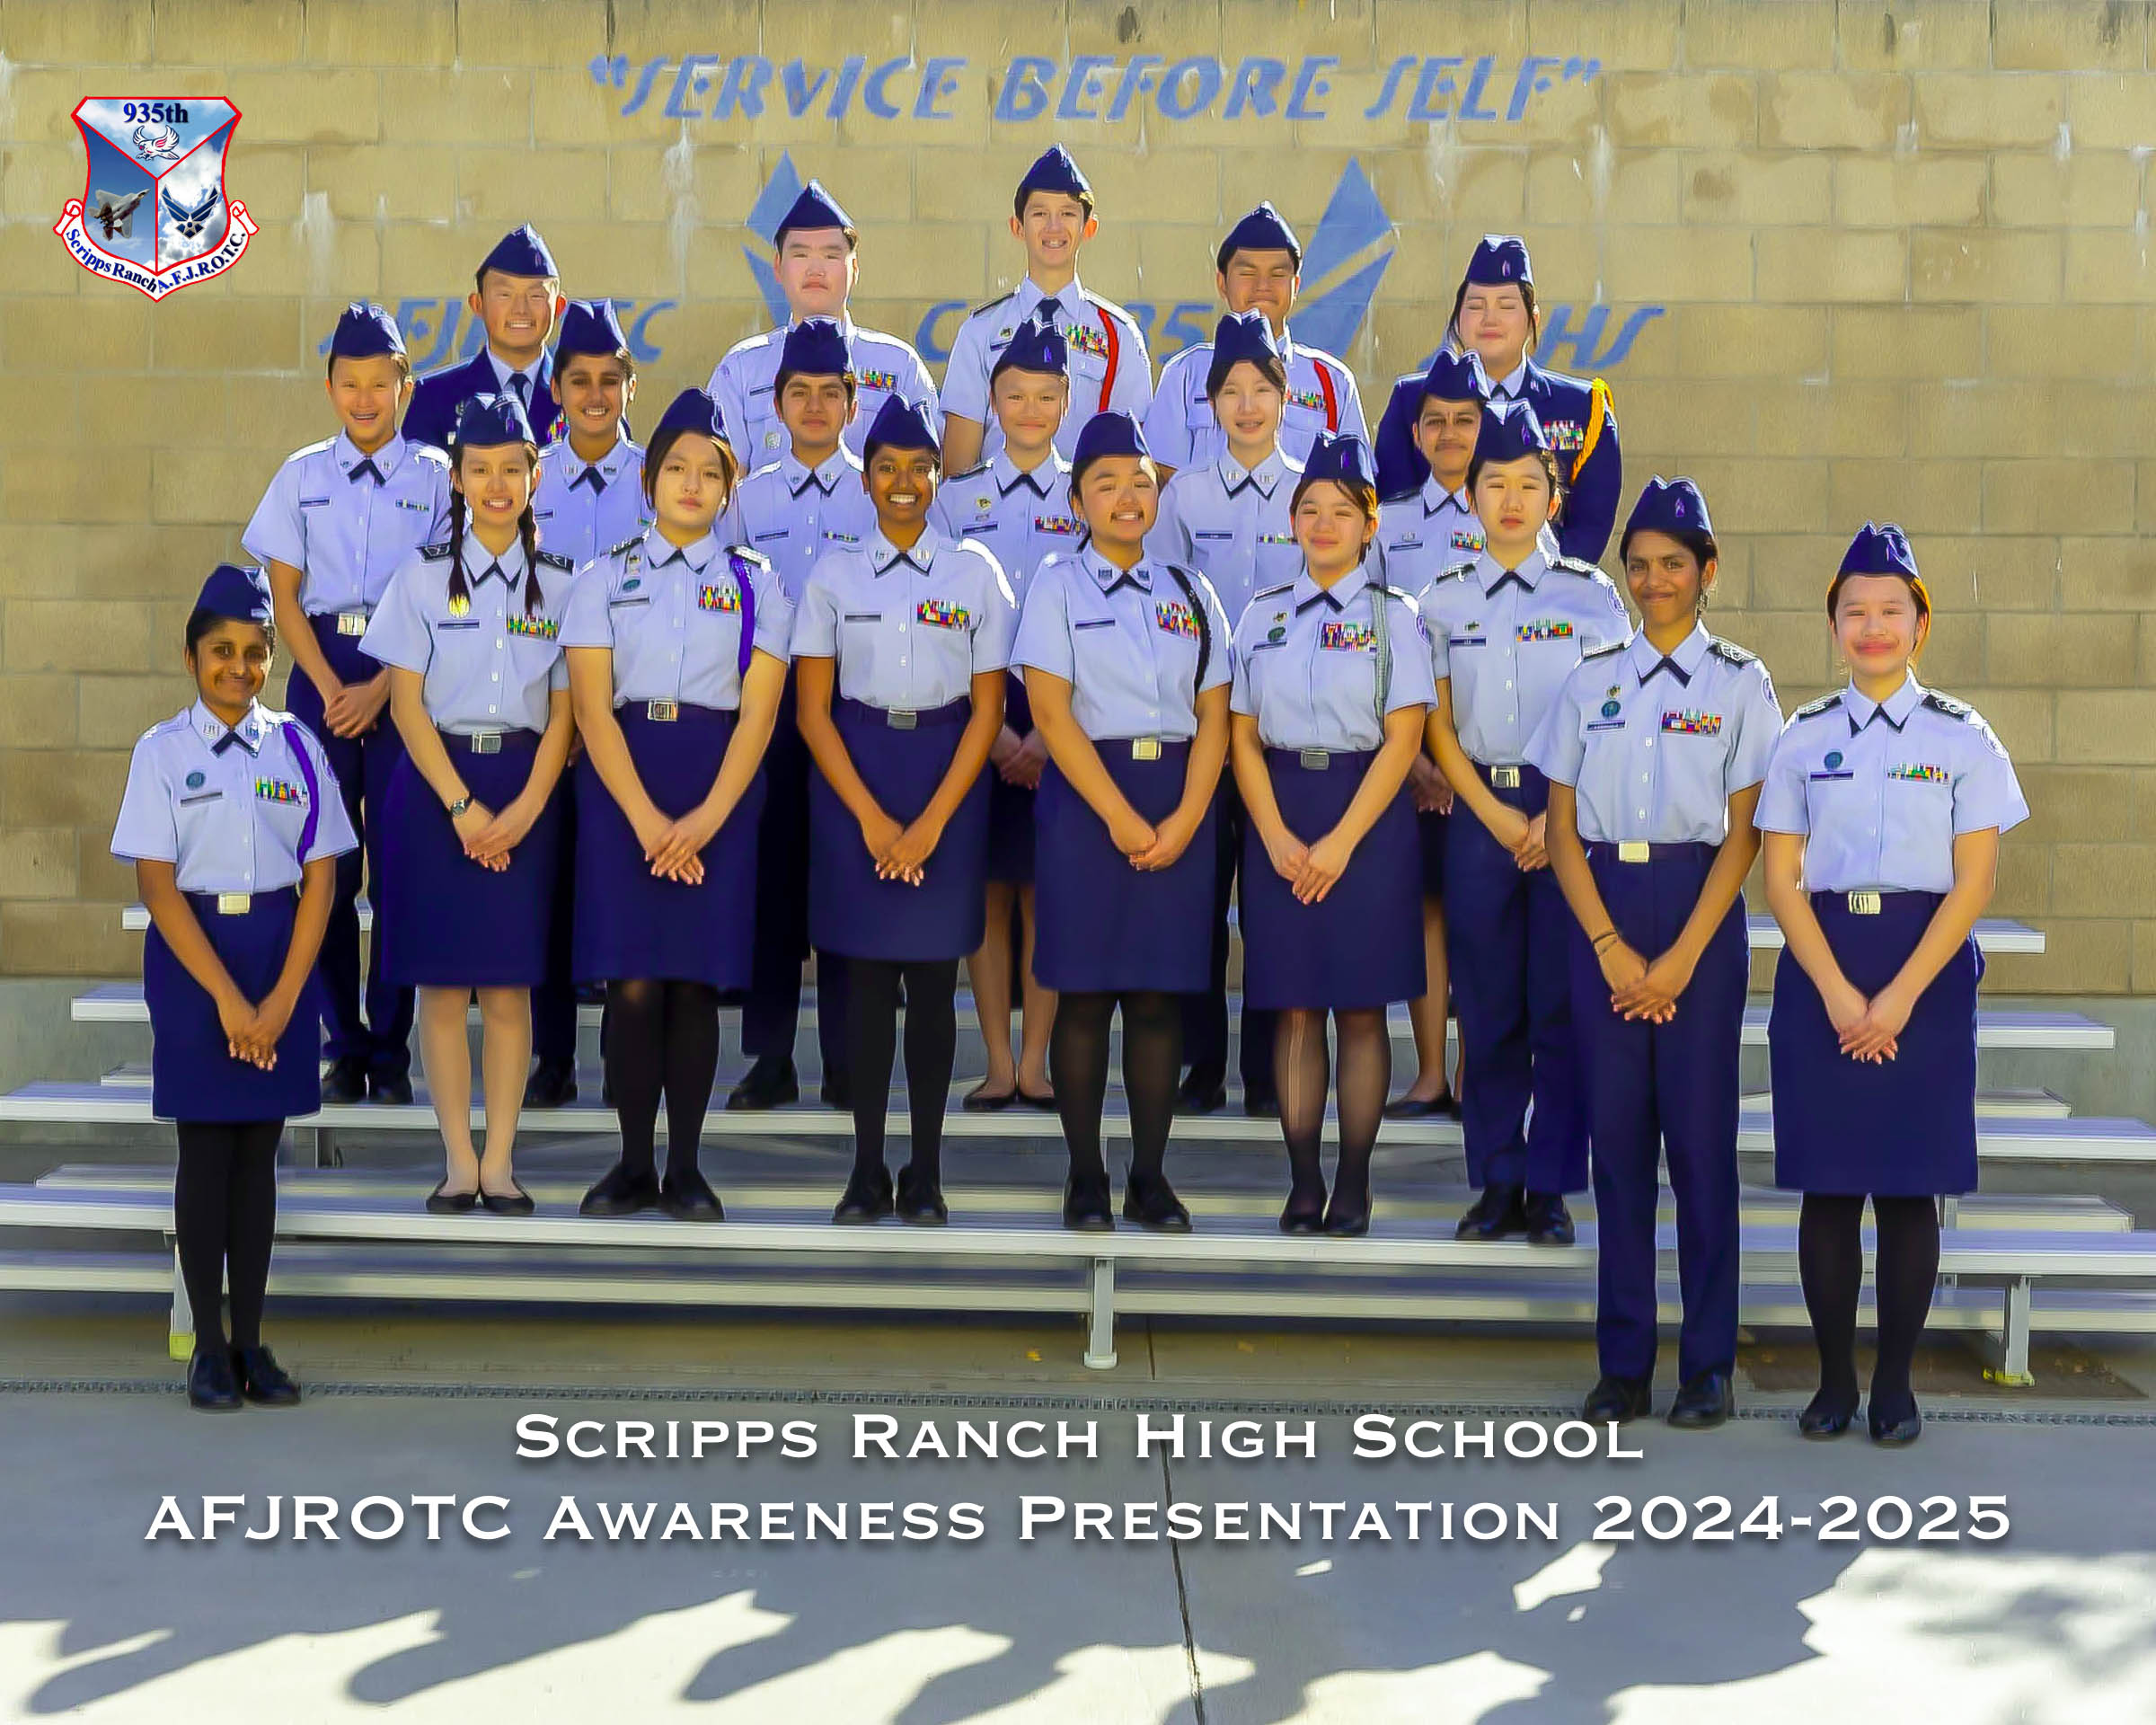 "SERVICE BEFORE SELF"
935th
Scripps Ranch A.F.J.R.O.T.C.
SCRIPPS RANCH HIGH SCHOOL
AFJROTC AWARENESS PRESENTATION 2024-2025